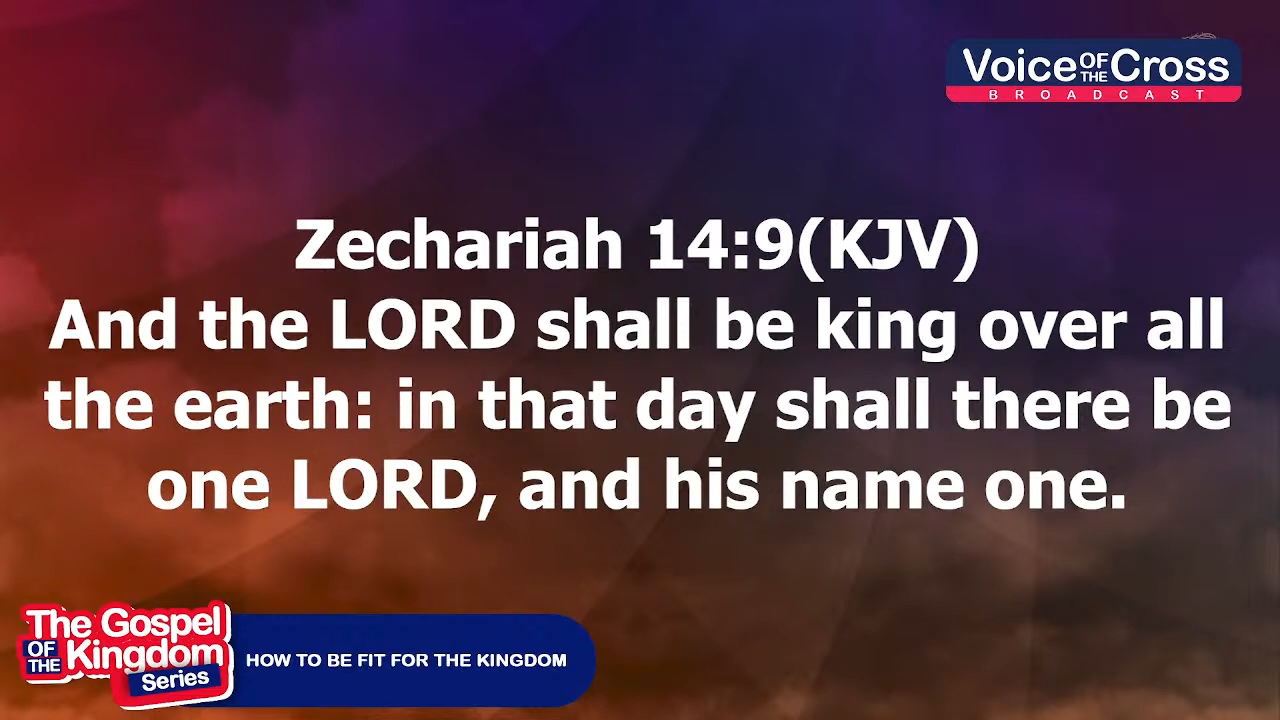 Voice OF THE Cross
BROADCAST
Zechariah 14:9(KJV)
And the LORD shall be king over all
the earth: in that day shall there be
one LORD, and his name one.
The Gospel
OF THE Kingdom
Series
HOW TO BE FIT FOR THE KINGDOM